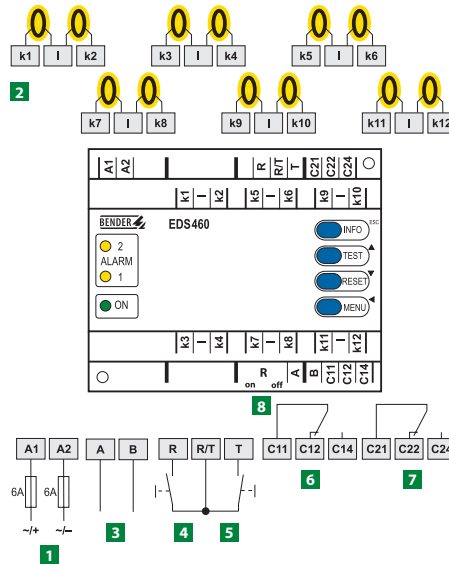 k1 I k2 k3 I k4 k5 I k6
2
k7 I k8 k9 I k10 k11 I k12
A1 A2 R R/T T C21 C22 C24
k1 I k2 k5 I k6 k9 I k10
BENDER EDS460
INFO ESC
2
ALARM
1
TEST
RESET
ON
MENU
k3 I k4 k7 I k8 k11 I k12
R
on off
A B C11 C12 C14
8
A1 A2 A B R R/T T C11 C12 C14 C21 C22 C24
6 7
6A 6A
~/+ ~/–
3 4 5
1